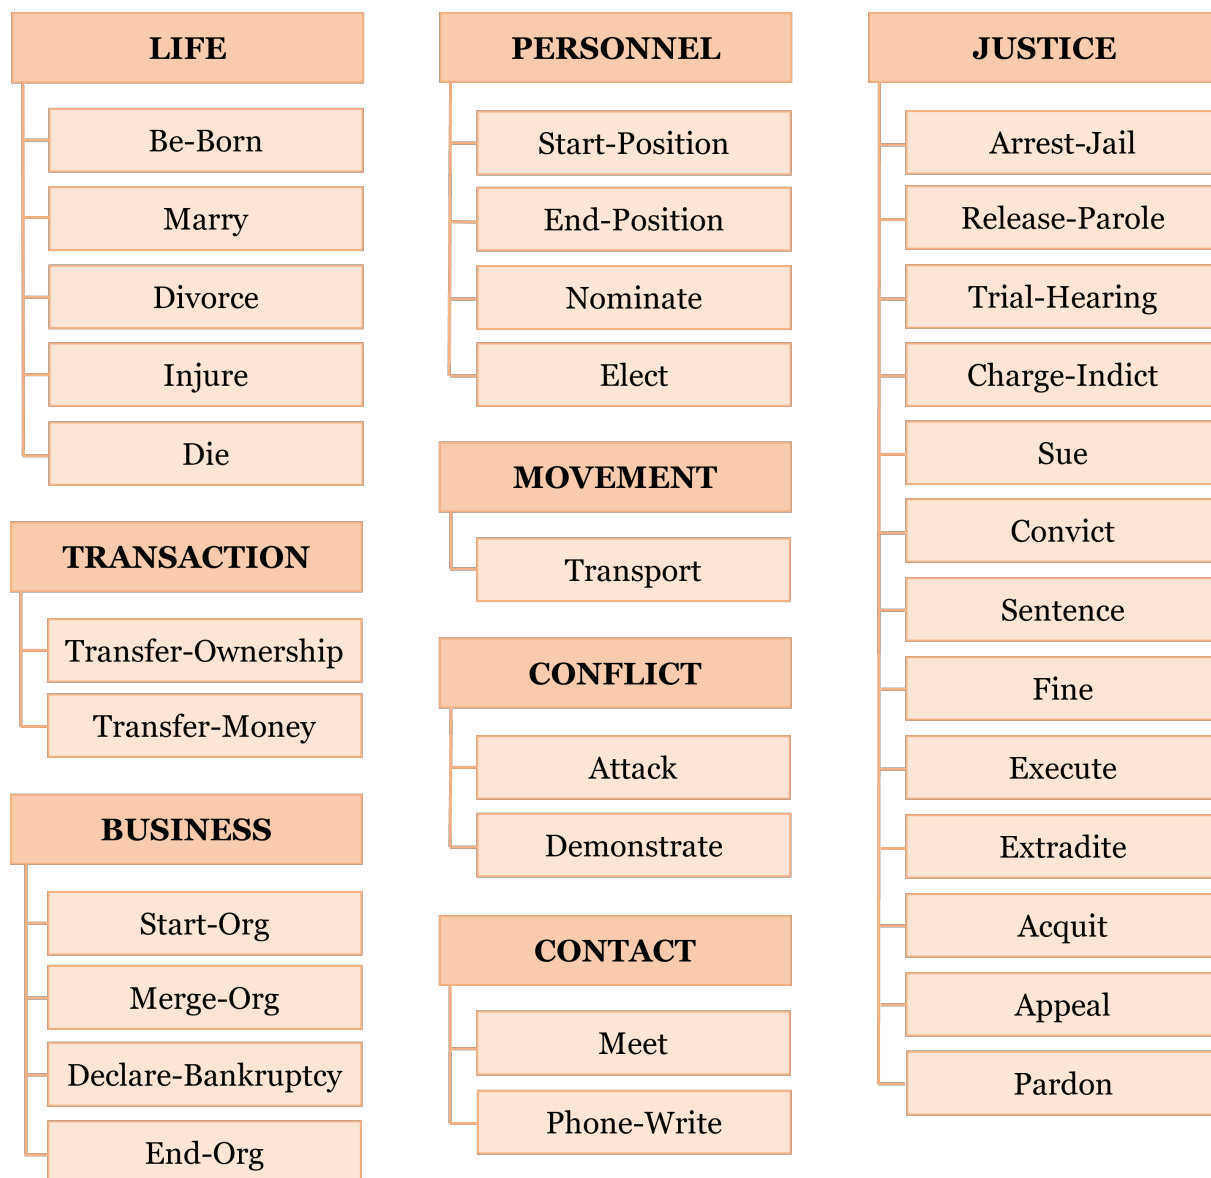 LIFE
Be-Born
Marry
Divorce
Injure
Die
TRANSACTION
Transfer-Ownership
Transfer-Money
BUSINESS
Start-Org
Merge-Org
Declare-Bankruptcy
End-Org
PERSONNEL
Start-Position
End-Position
Nominate
Elect
MOVEMENT
Transport
CONFLICT
Attack
Demonstrate
CONTACT
Meet
Phone-Write
JUSTICE
Arrest-Jail
Release-Parole
Trial-Hearing
Charge-Indict
Sue
Convict
Sentence
Fine
Execute
Extradite
Acquit
Appeal
Pardon